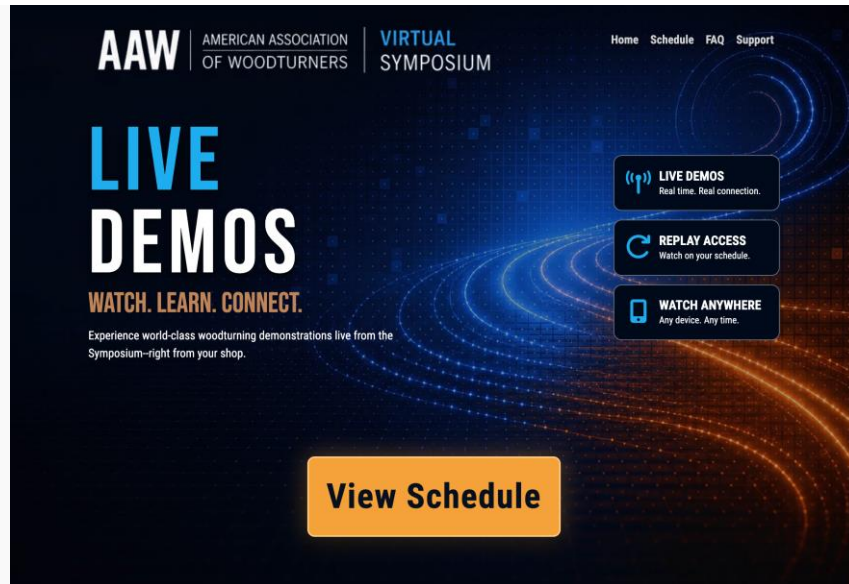 AAW
AMERICAN ASSOCIATION
OF WOODTURNERS
VIRTUAL
SYMPOSIUM
Home Schedule FAQ Support
LIVE
DEMOS
WATCH. LEARN. CONNECT.
Experience world-class woodturning demonstrations live from the
Symposium–right from your shop.
LIVE DEMOS
Real time. Real connection.
REPLAY ACCESS
Watch on your schedule.
WATCH ANYWHERE
Any device. Any time.
View Schedule